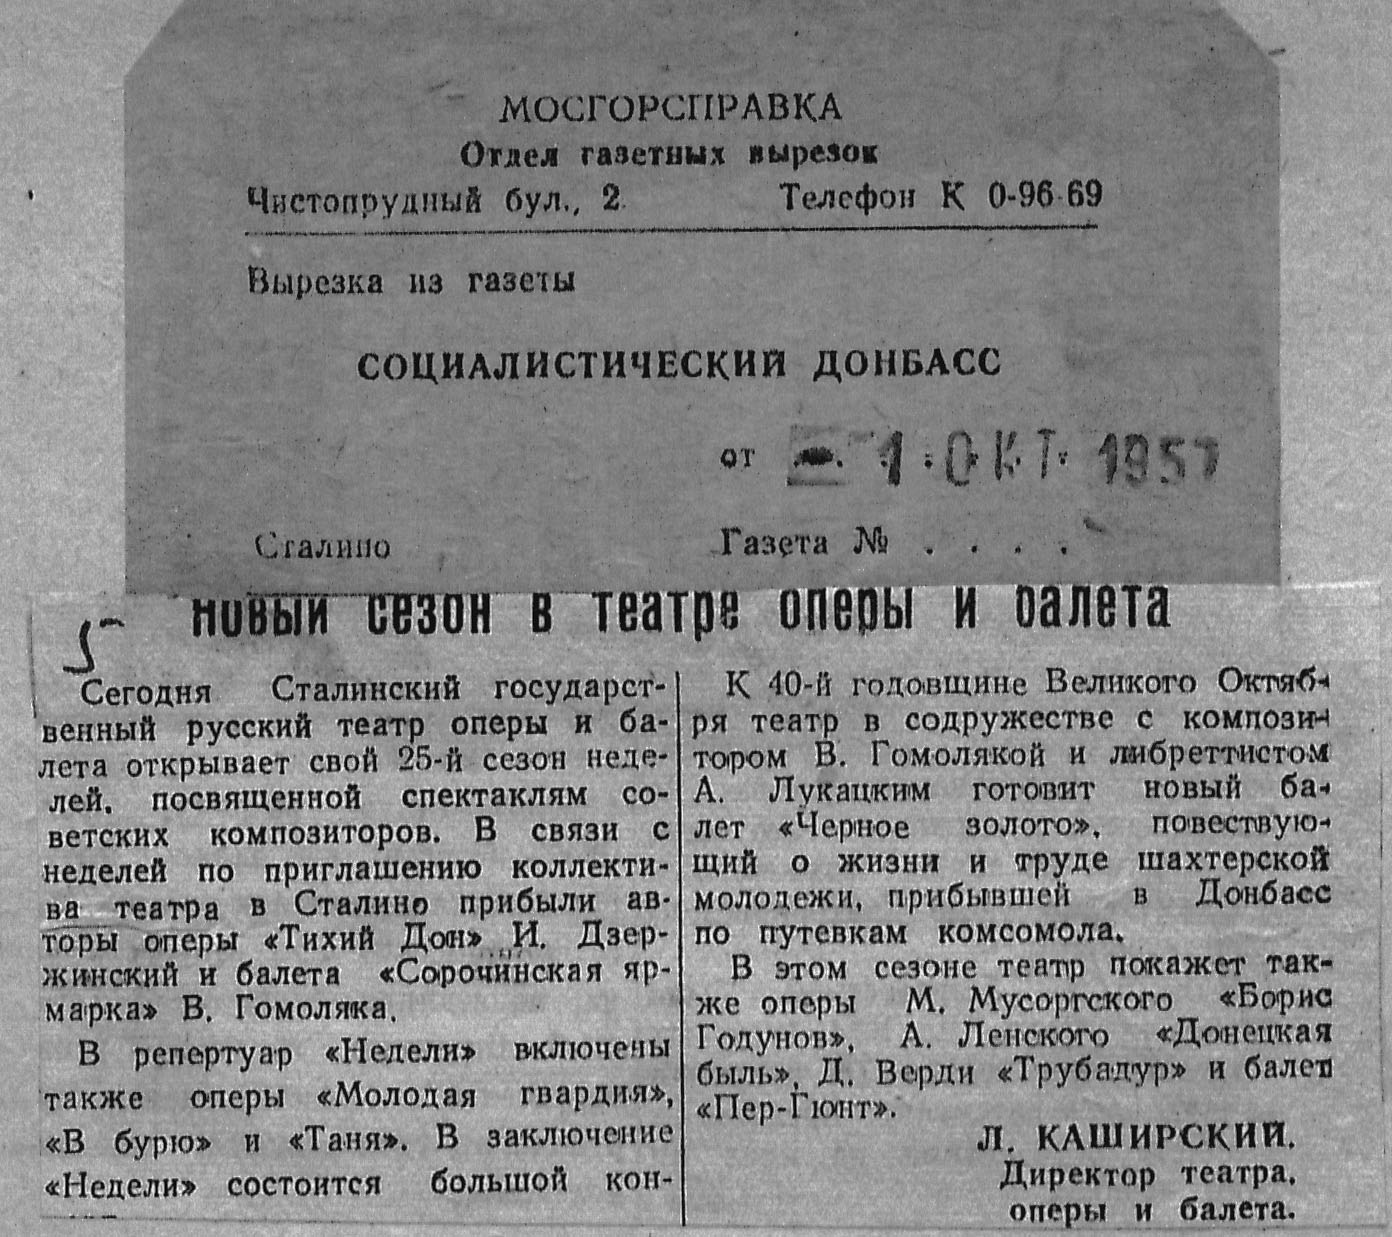 МОСГОРСПРАВКА
Отдел газетных вырезок
Чистопрудный бул., 2 Телефон К 0-96-69
Вырезка из газеты
СОЦИАЛИСТИЧЕСКИЙ ДОНБАСС
от - 1 ОКТ 1957
Сталино Газета № . . . .
Новый сезон в театре оперы и балета
Сегодня Сталинский государст-
венный русский театр оперы и ба-
лета открывает свой 25-й сезон неде-
лей, посвященной спектаклям со-
ветских композиторов. В связи с
неделей по приглашению коллекти-
ва театра в Сталино прибыли ав-
торы оперы «Тихий Дон» И. Дзер-
жинский и балета «Сорочинская яр-
марка» В. Гомоляка.
В репертуар «Недели» включены
также оперы «Молодая гвардия»,
«В бурю» и «Таня». В заключение
«Недели» состоится большой кон-
К 40-й годовщине Великого Октяб-
ря театр в содружестве с компози-
тором В. Гомолякой и либреттистом
А. Лукацким готовит новый ба-
лет «Черное золото», повествую-
щий о жизни и труде шахтерской
молодежи, прибывшей в Донбасс
по путевкам комсомола.
В этом сезоне театр покажет так-
же оперы М. Мусоргского «Борис
Годунов», А. Ленского «Донецкая
быль», Д. Верди «Трубадур» и балет
«Пер-Гюнт».
Л. КАШИРСКИЙ.
Директор театра,
оперы и балета.